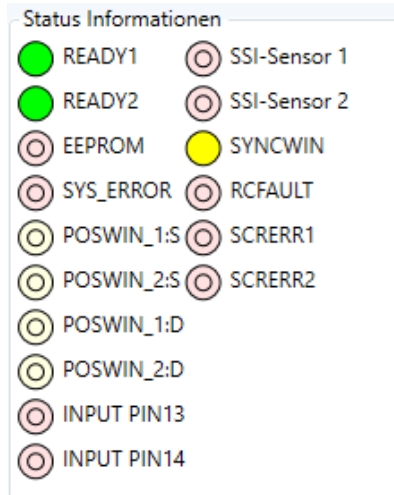 Status Informationen
READY1
SSI-Sensor 1
READY2
SSI-Sensor 2
EEPROM
SYNCWIN
SYS_ERROR
RCFAULT
POSWIN_1:S
SCRERR1
POSWIN_2:S
SCRERR2
POSWIN_1:D
POSWIN_2:D
INPUT PIN13
INPUT PIN14